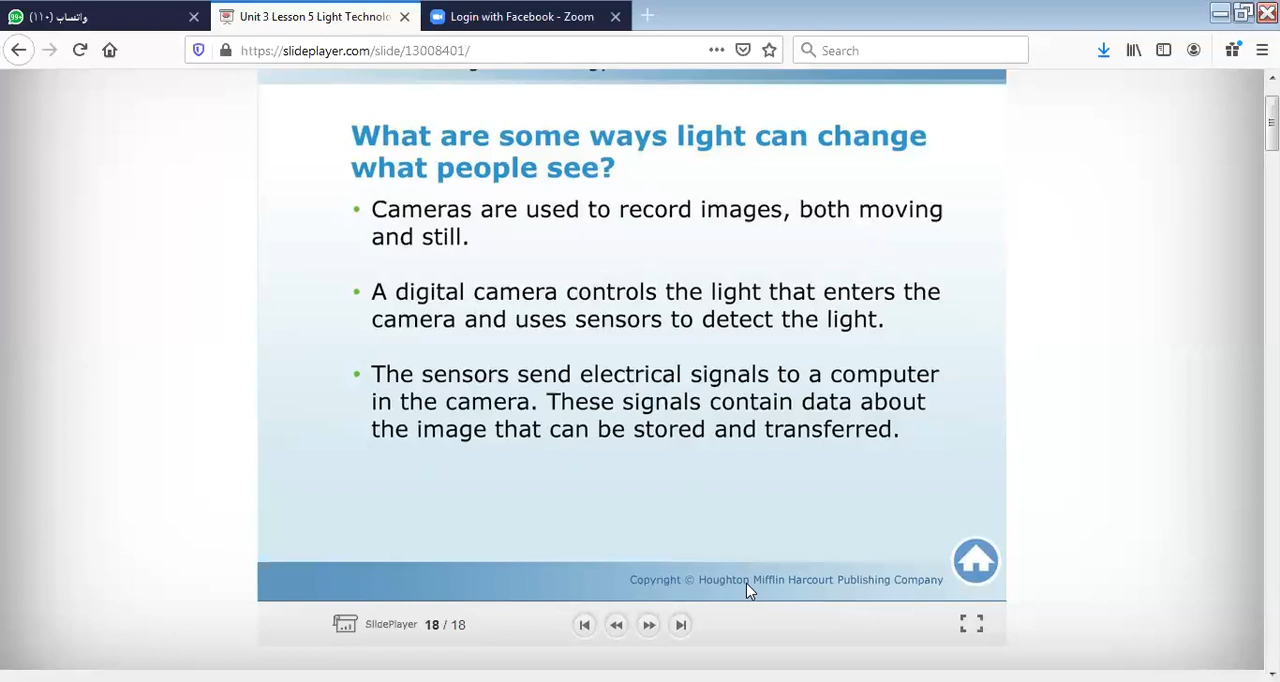 واتساب (١١٠)
Unit 3 Lesson 5 Light Technolo
Login with Facebook - Zoom
https://slideplayer.com/slide/13008401/
Search
What are some ways light can change
what people see?
• Cameras are used to record images, both moving
and still.
• A digital camera controls the light that enters the
camera and uses sensors to detect the light.
• The sensors send electrical signals to a computer
in the camera. These signals contain data about
the image that can be stored and transferred.
Copyright © Houghton Mifflin Harcourt Publishing Company
SlidePlayer 18 / 18